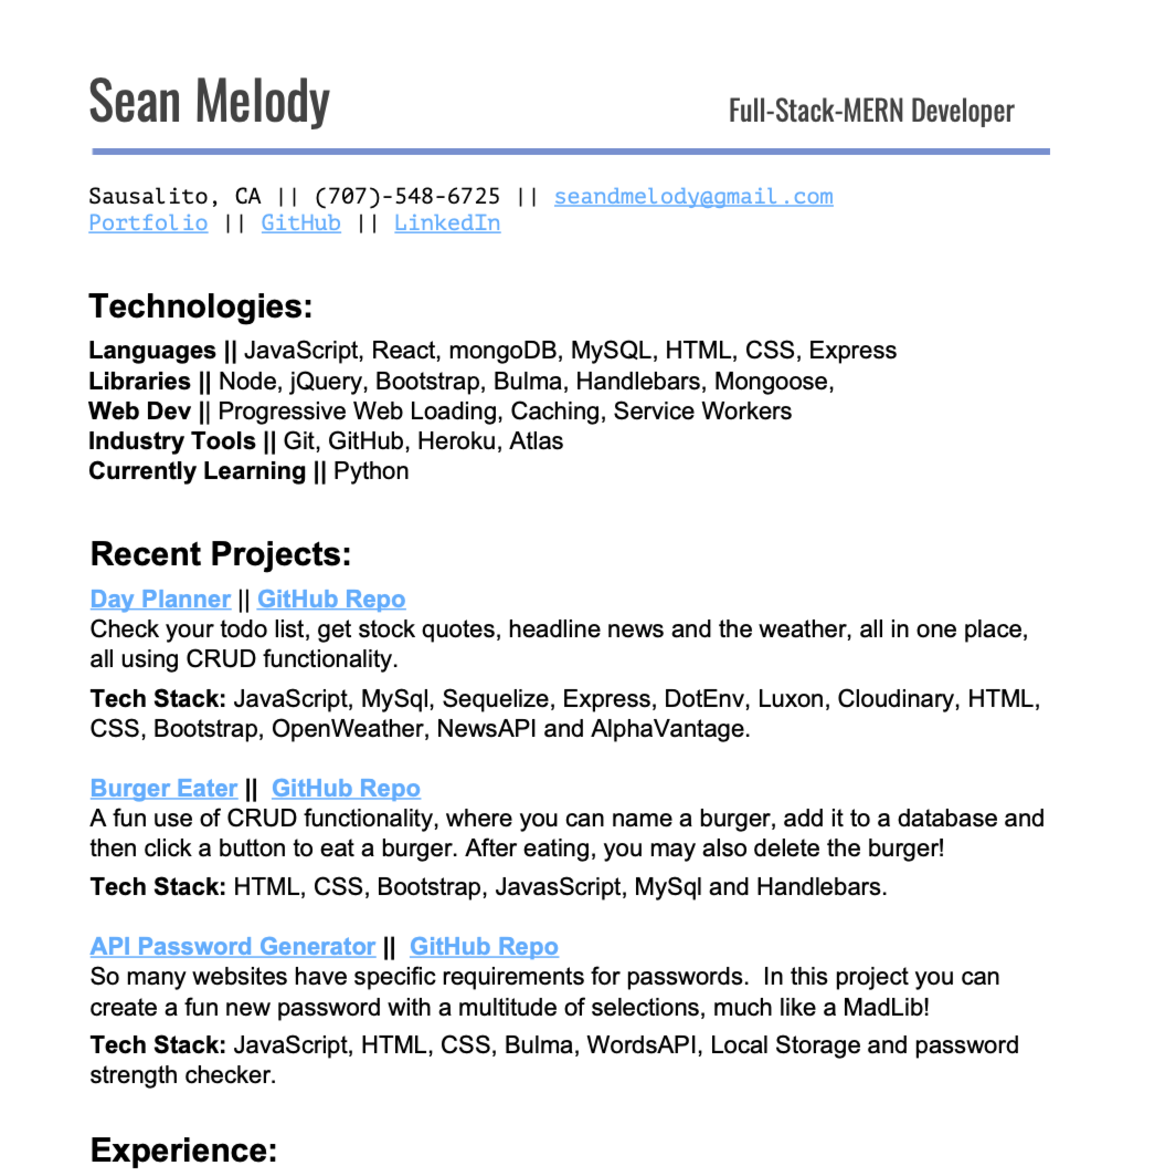 Sean Melody
Full-Stack-MERN Developer
Sausalito, CA || (707)-548-6725 || seandmelody@gmail.com
Portfolio || GitHub || LinkedIn
Technologies:
Languages || JavaScript, React, mongoDB, MySQL, HTML, CSS, Express
Libraries || Node, jQuery, Bootstrap, Bulma, Handlebars, Mongoose,
Web Dev || Progressive Web Loading, Caching, Service Workers
Industry Tools || Git, GitHub, Heroku, Atlas
Currently Learning || Python
Recent Projects:
Day Planner || GitHub Repo
Check your todo list, get stock quotes, headline news and the weather, all in one place,
all using CRUD functionality.
Tech Stack: JavaScript, MySql, Sequelize, Express, DotEnv, Luxon, Cloudinary, HTML,
CSS, Bootstrap, OpenWeather, NewsAPI and AlphaVantage.
Burger Eater || GitHub Repo
A fun use of CRUD functionality, where you can name a burger, add it to a database and
then click a button to eat a burger. After eating, you may also delete the burger!
Tech Stack: HTML, CSS, Bootstrap, JavasScript, MySql and Handlebars.
API Password Generator || GitHub Repo
So many websites have specific requirements for passwords.  In this project you can
create a fun new password with a multitude of selections, much like a MadLib!
Tech Stack: JavaScript, HTML, CSS, Bulma, WordsAPI, Local Storage and password
strength checker.
Experience: